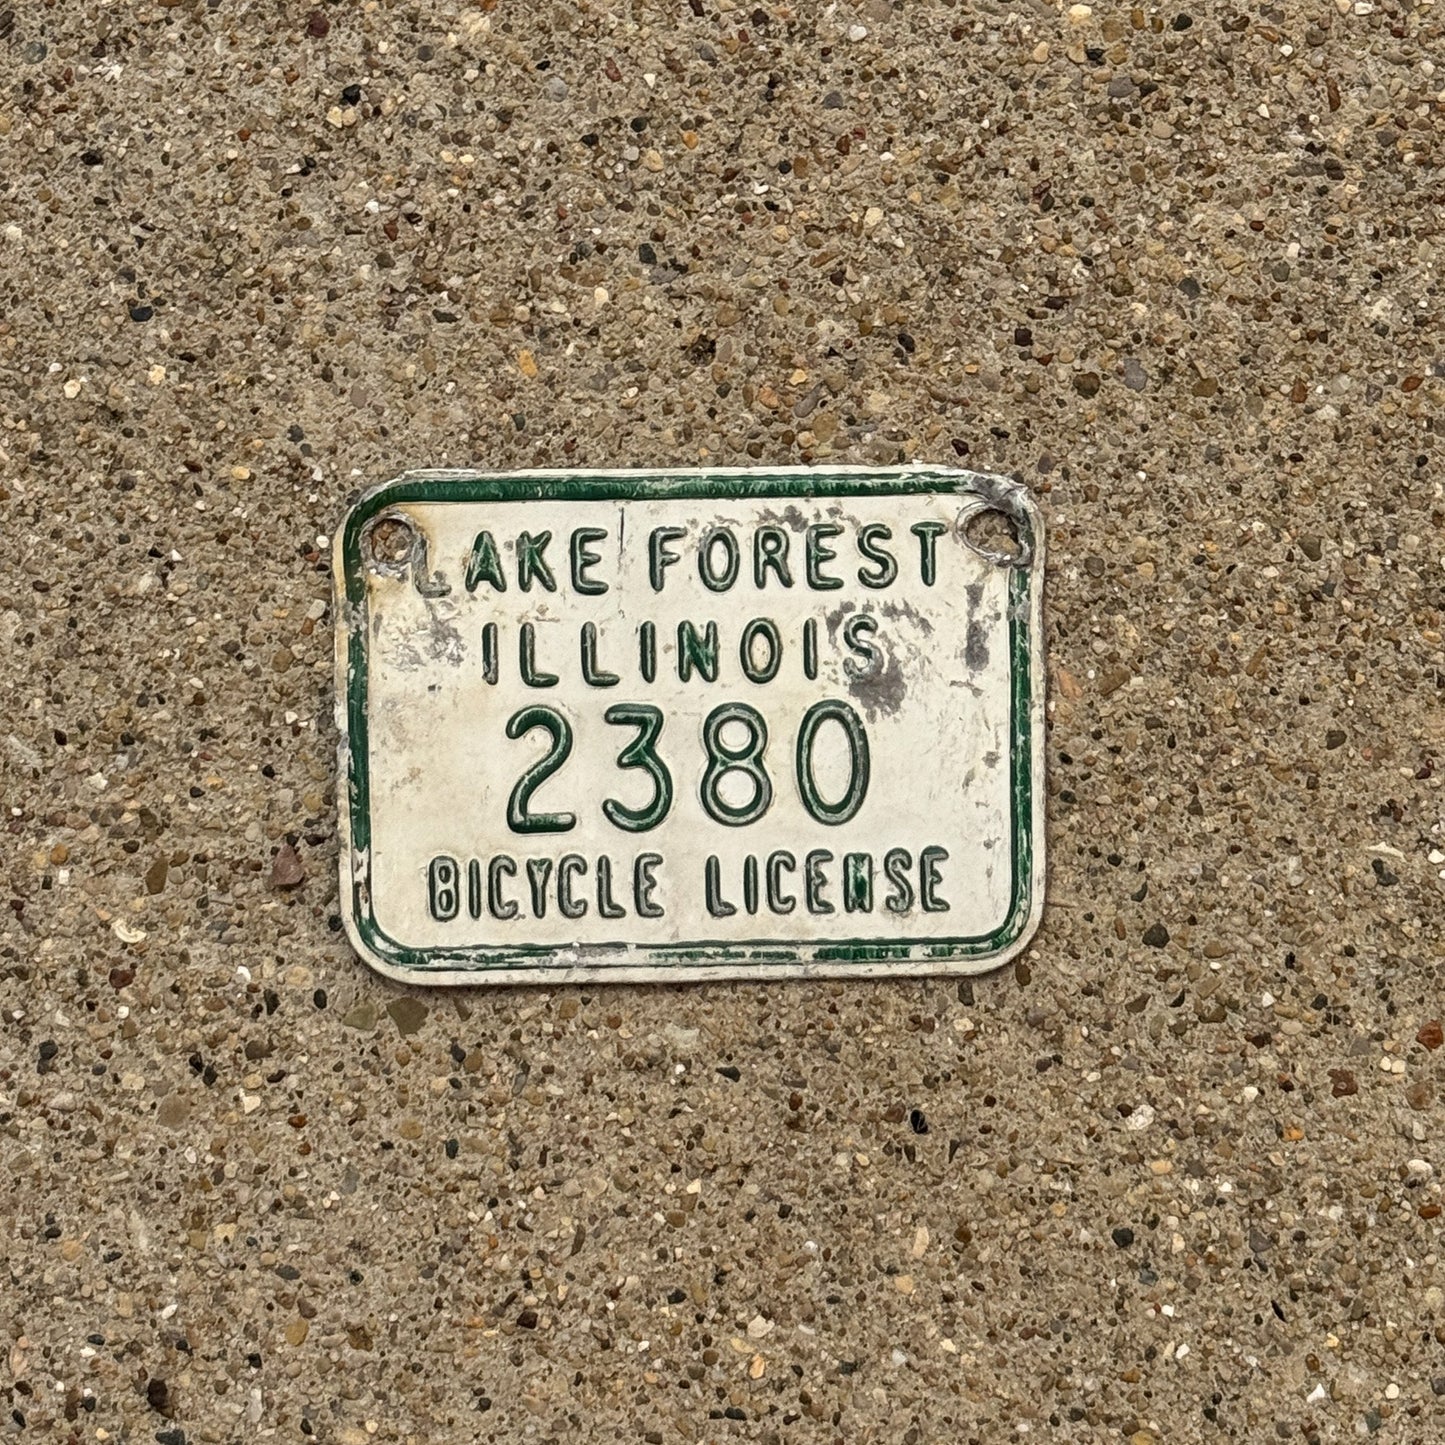 LAKE FOREST
ILLINOIS
2380
BICYCLE LICENSE